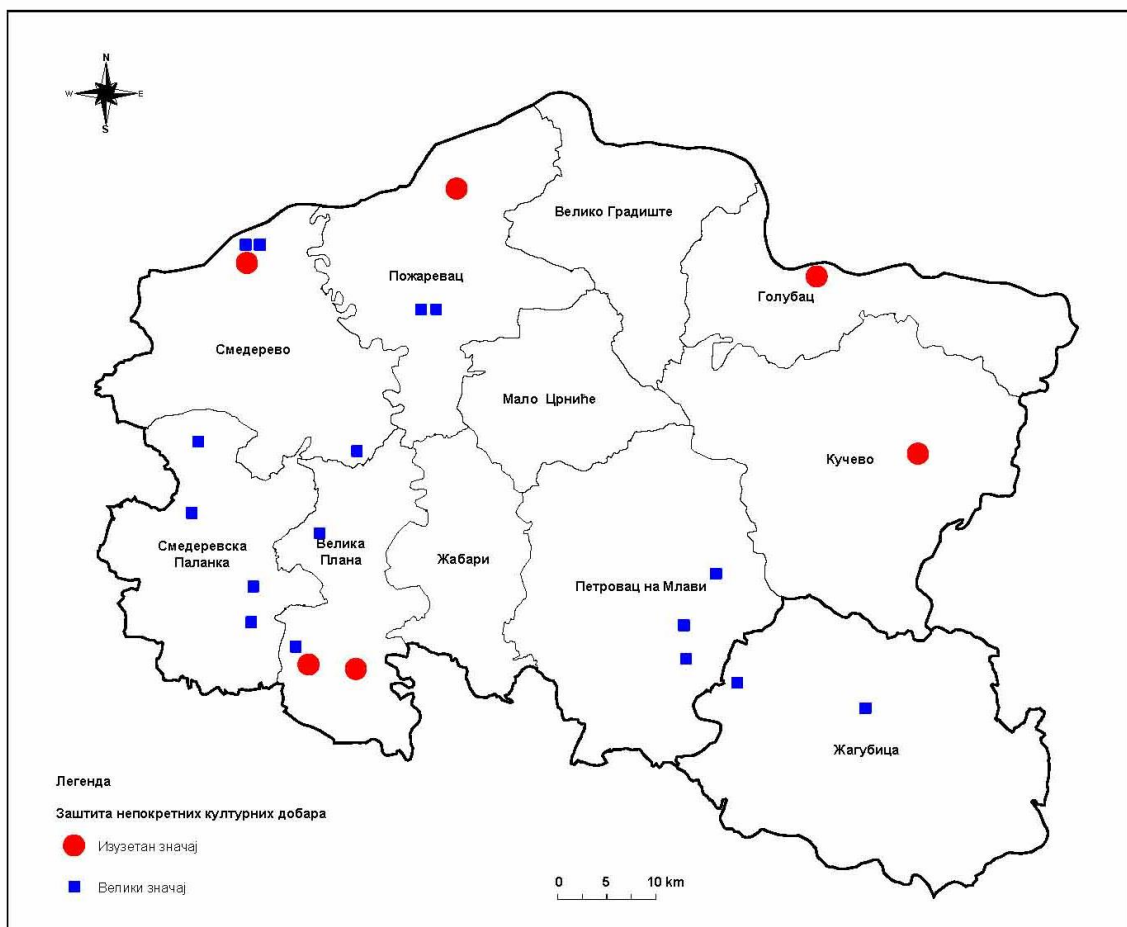 N
W E
S
Велико Градиште
Пожаревац
Голубац
Смедерево
Мало Црниће
Кучево
Смедеревска
Паланка
Велика
Плана
Жабари
Петровац на Млави
Жагубица
Легенда
Заштита непокретних културних добара
Изузетан значај
Велики значај
0 5 10 km